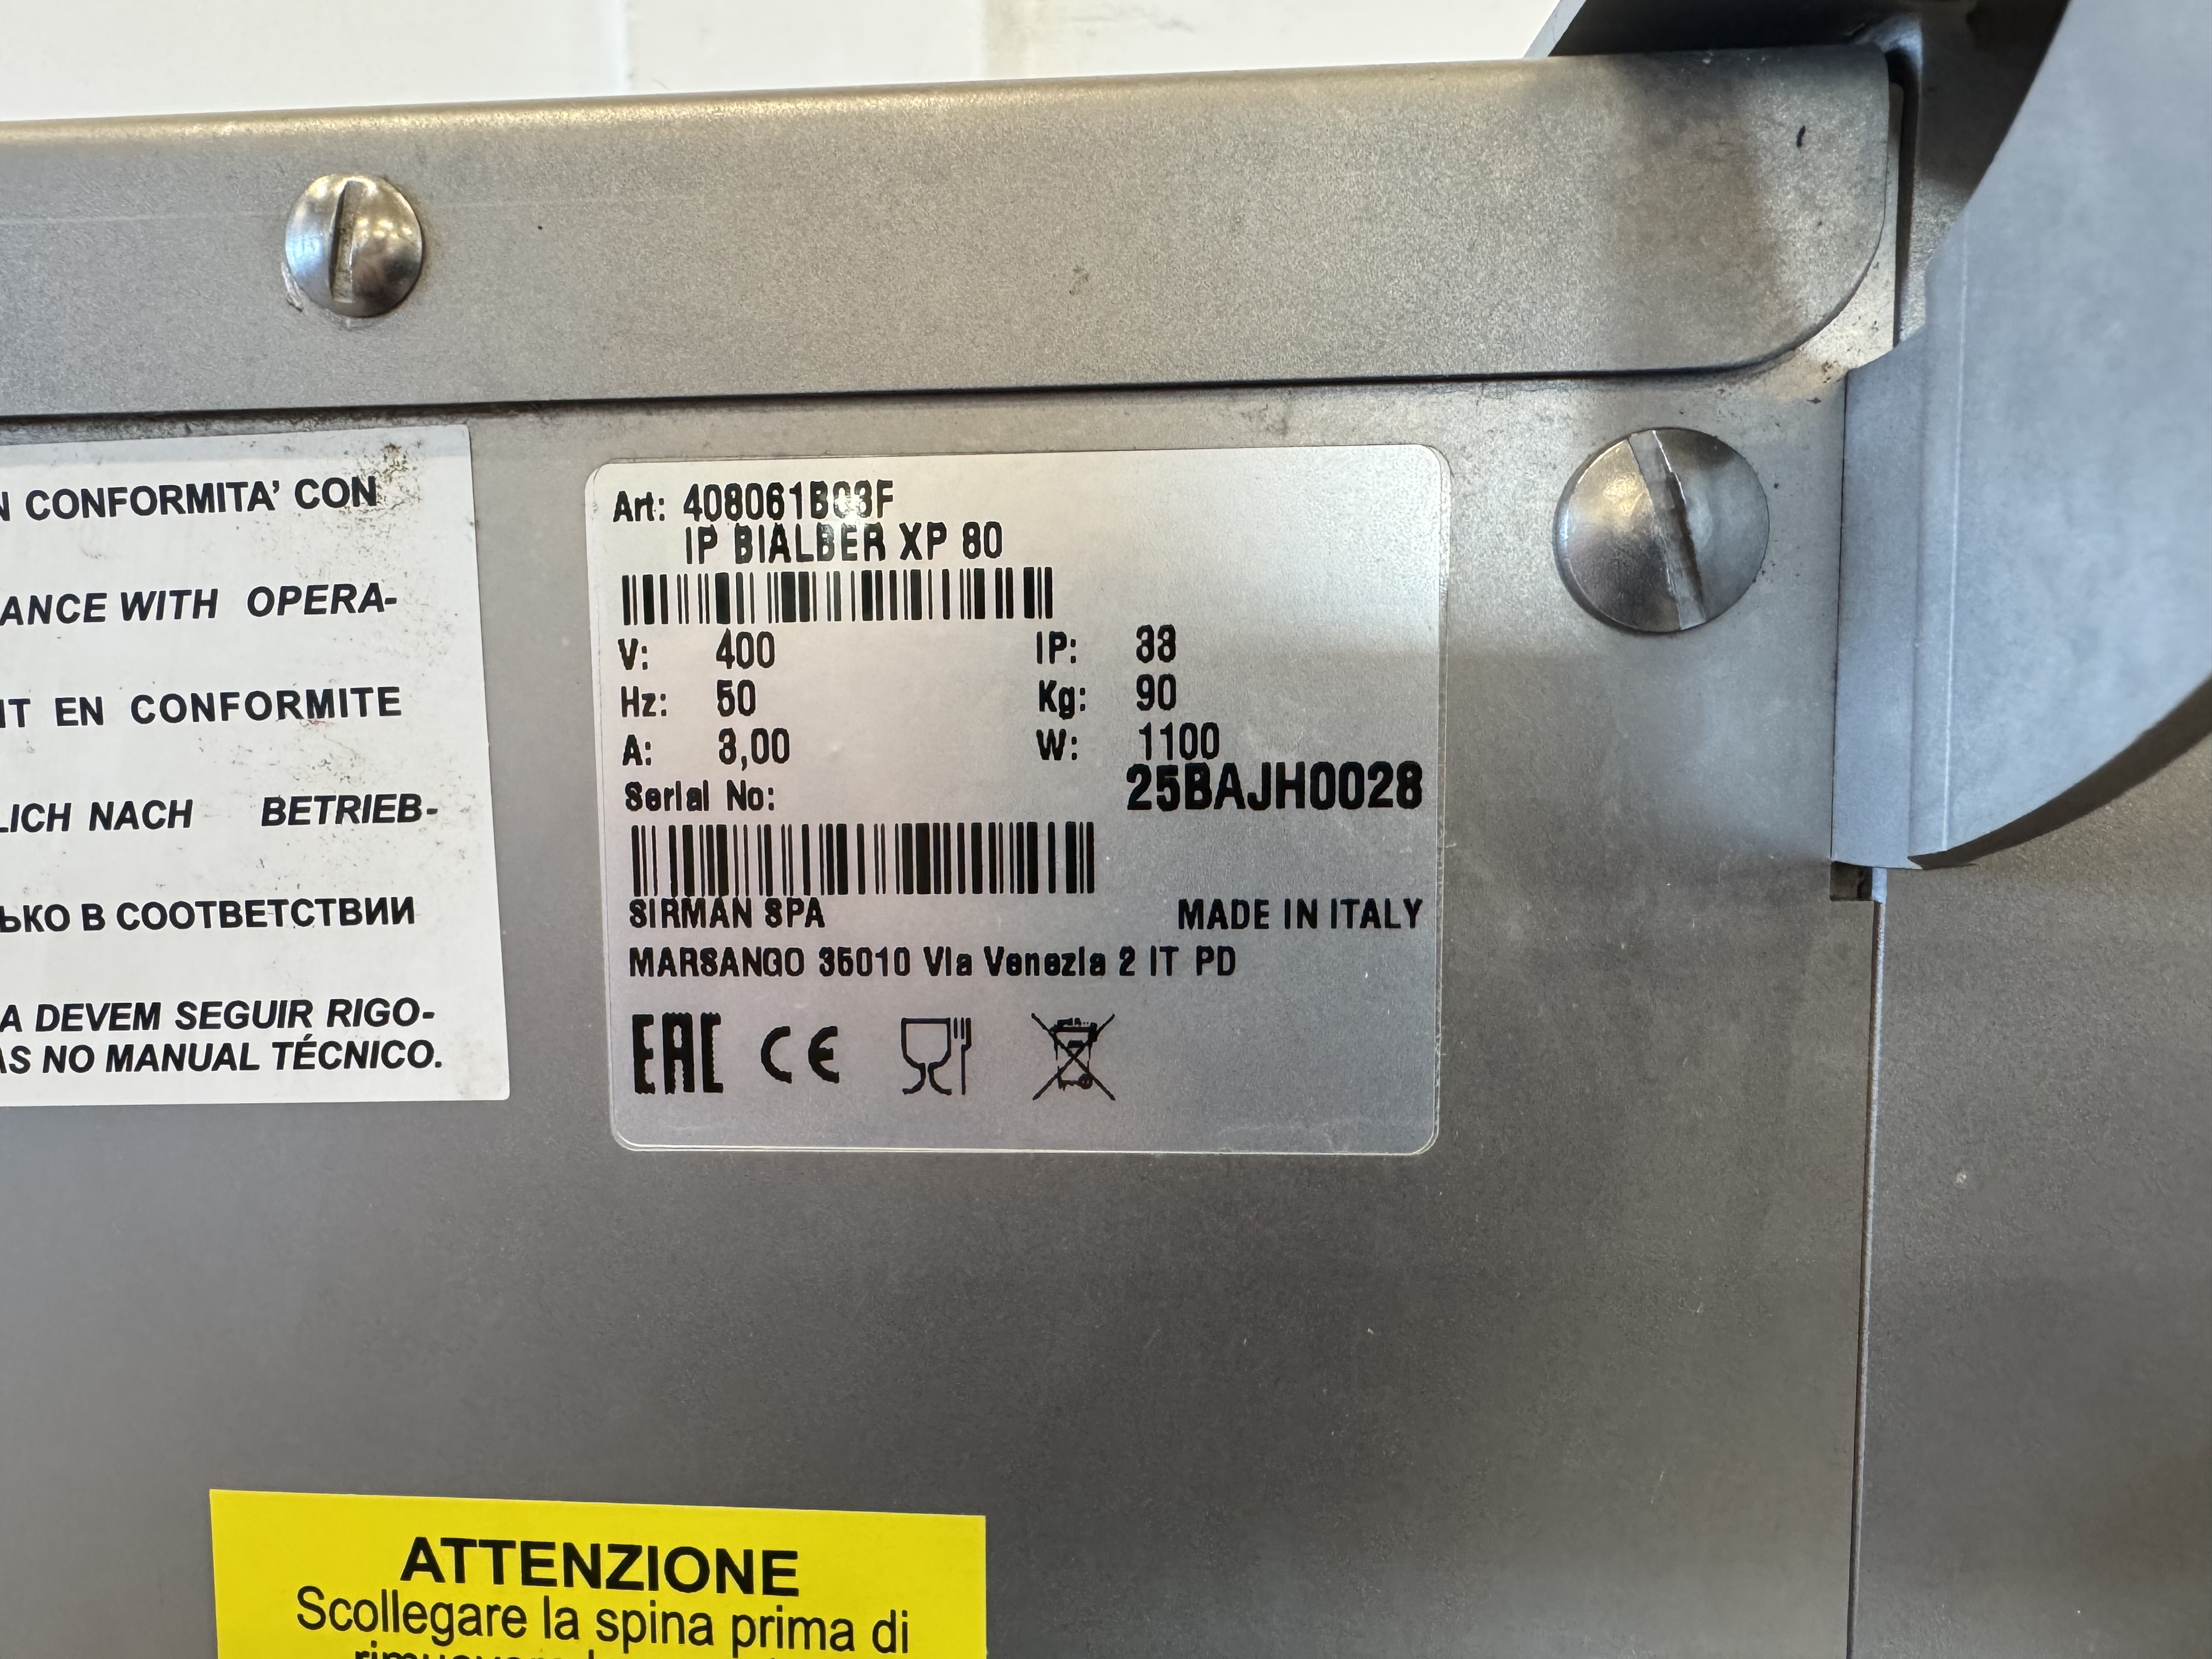 N CONFORMITA' CON
ANCE WITH OPERA-
NT EN CONFORMITE
LICH NACH BETRIEB-
ЬКО В СООТВЕТСТВИИ
A DEVEM SEGUIR RIGO-
AS NO MANUAL TÉCNICO.
Art: 408061B03F
IP BIALBER XP 80
V: 400 IP: 33
Hz: 50 Kg: 90
A: 3,00 W: 1100
Serial No: 25BAJH0028
SIRMAN SPA MADE IN ITALY
MARSANGO 35010 Via Venezia 2 IT PD
EAC CE
ATTENZIONE
Scollegare la spina prima di